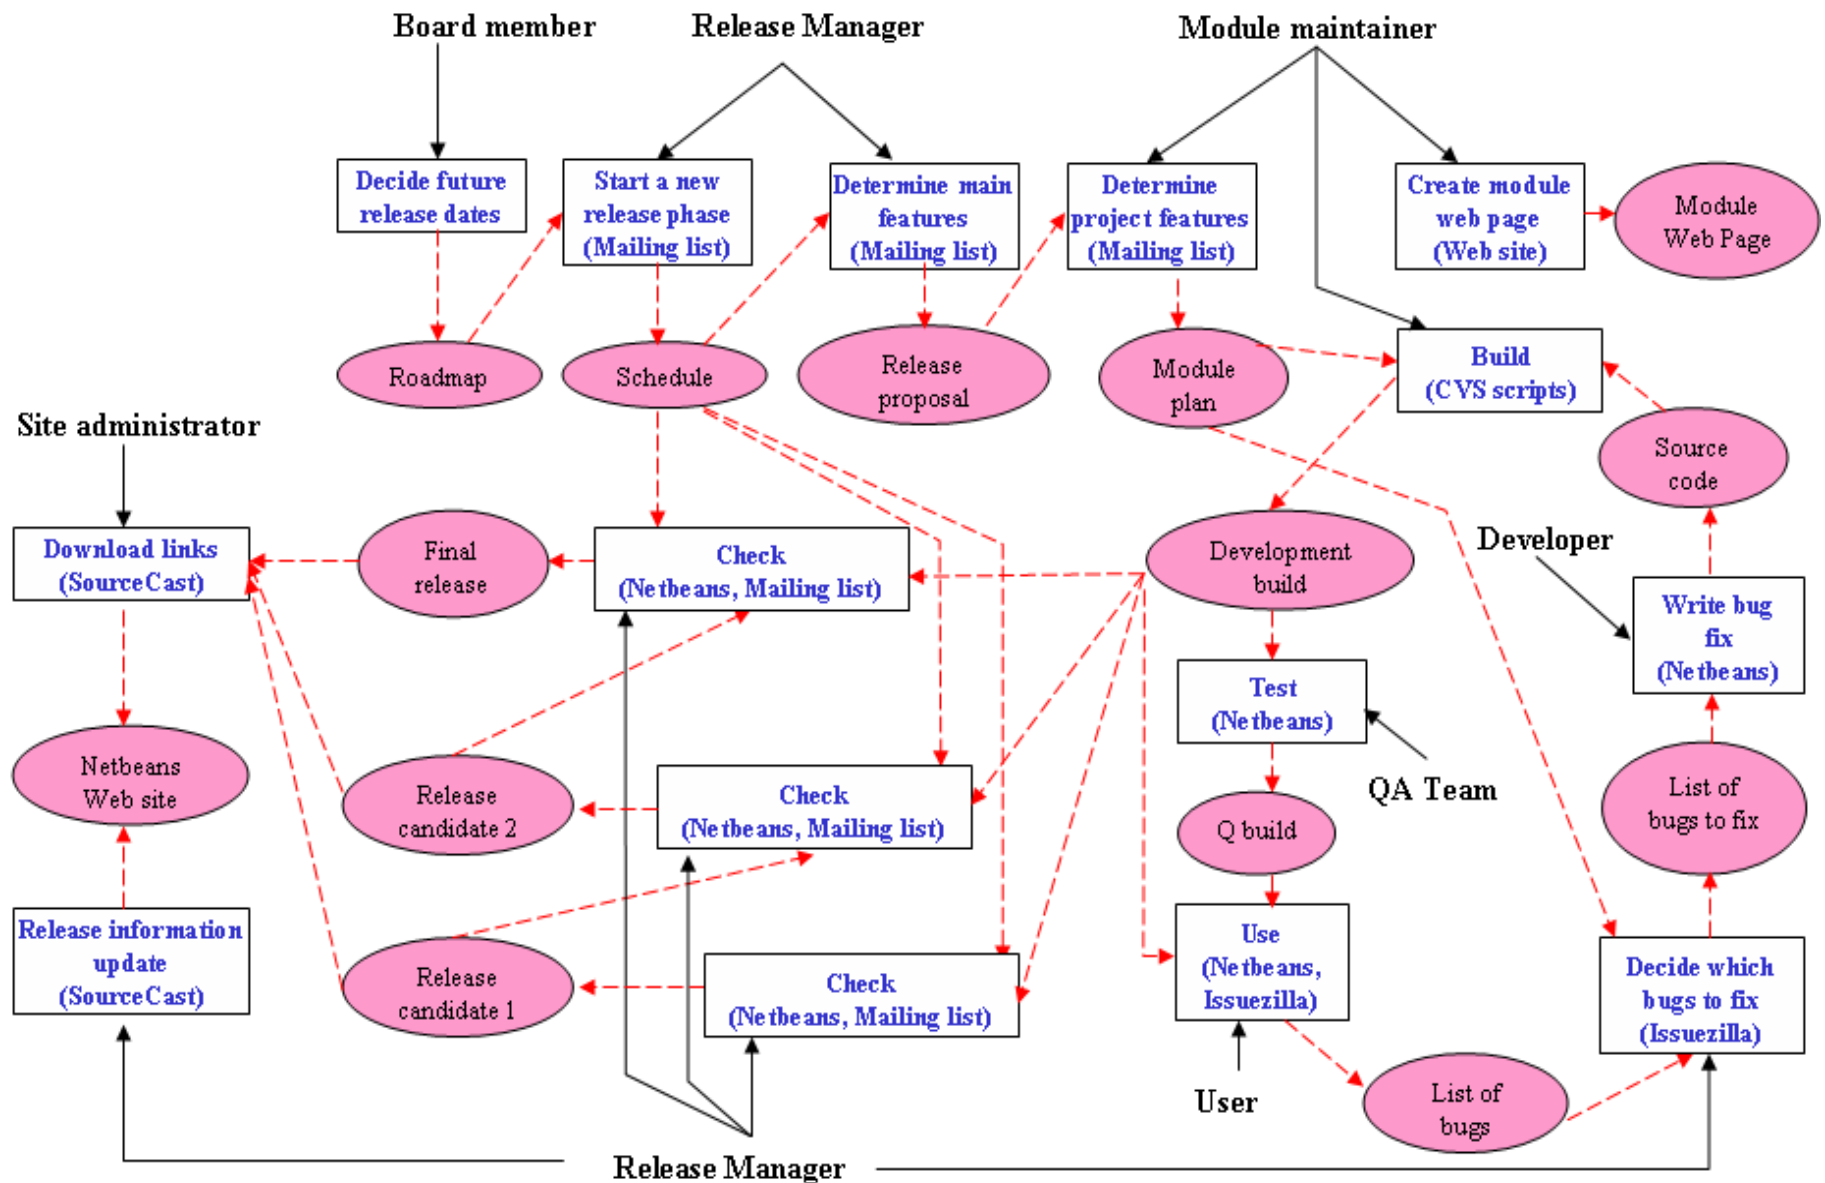 Board member
Release Manager
Module maintainer
Decide future
release dates
Start a new
release phase
(Mailing list)
Determine main
features
(Mailing list)
Determine
project features
(Mailing list)
Create module
web page
(Web site)
Module
Web Page
Roadmap
Schedule
Release
proposal
Module
plan
Build
(CVS scripts)
Source
code
Site administrator
Download links
(SourceCast)
Final
release
Check
(Netbeans, Mailing list)
Development
build
Developer
Write bug
fix
(Netbeans)
Test
(Netbeans)
QA Team
Netbeans
Web site
Release
candidate 2
Check
(Netbeans, Mailing list)
Q build
List of
bugs to fix
Release information
update
(SourceCast)
Release
candidate 1
Check
(Netbeans, Mailing list)
Use
(Netbeans,
Issuezilla)
Decide which
bugs to fix
(Issuezilla)
User
List of
bugs
Release Manager